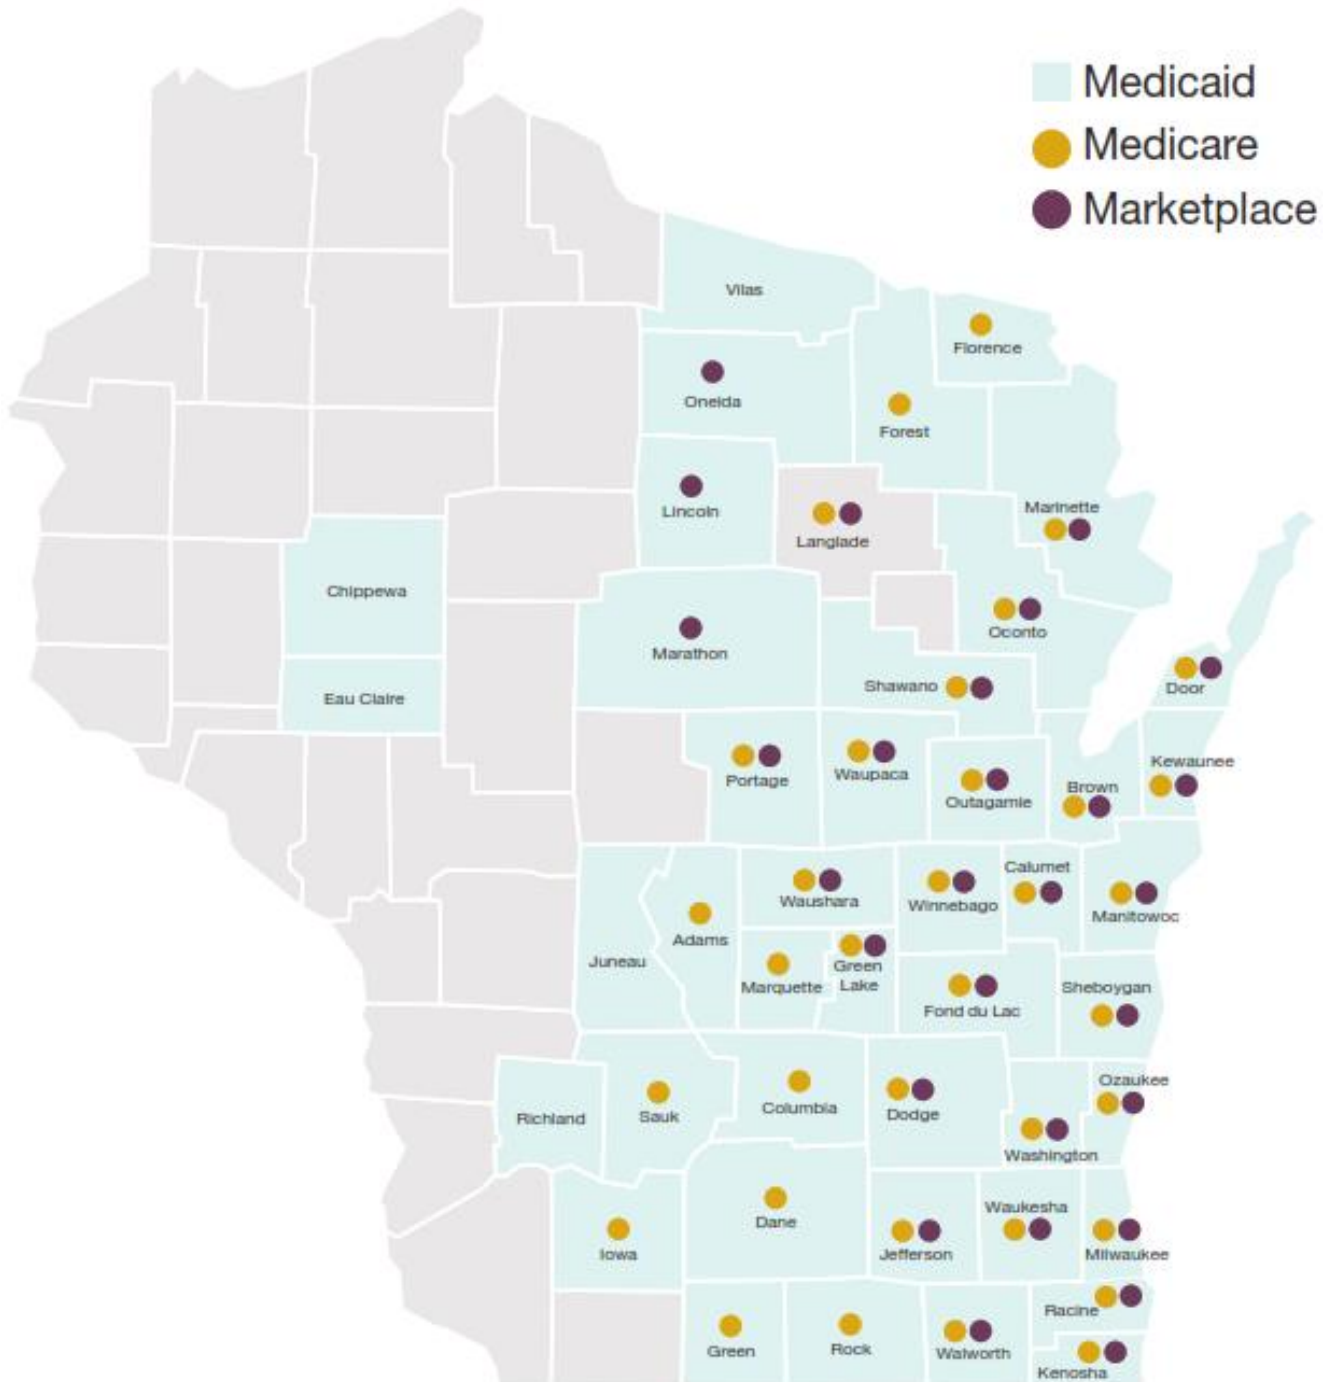 Medicaid
Medicare
Marketplace
Vilas
Florence
Oneida
Forest
Lincoln
Marinette
Langlade
Chippewa
Oconto
Marathon
Shawano
Door
Eau Claire
Kewaunee
Portage
Waupaca
Brown
Outagamie
Calumet
Waushara
Winnebago
Manitowoc
Adams
Juneau
Green
Lake
Marquette
Sheboygan
Fond du Lac
Ozaukee
Columbia
Dodge
Sauk
Richland
Washington
Waukesha
Dane
Iowa
Jefferson
Milwaukee
Racine
Green
Rock
Walworth
Kenosha